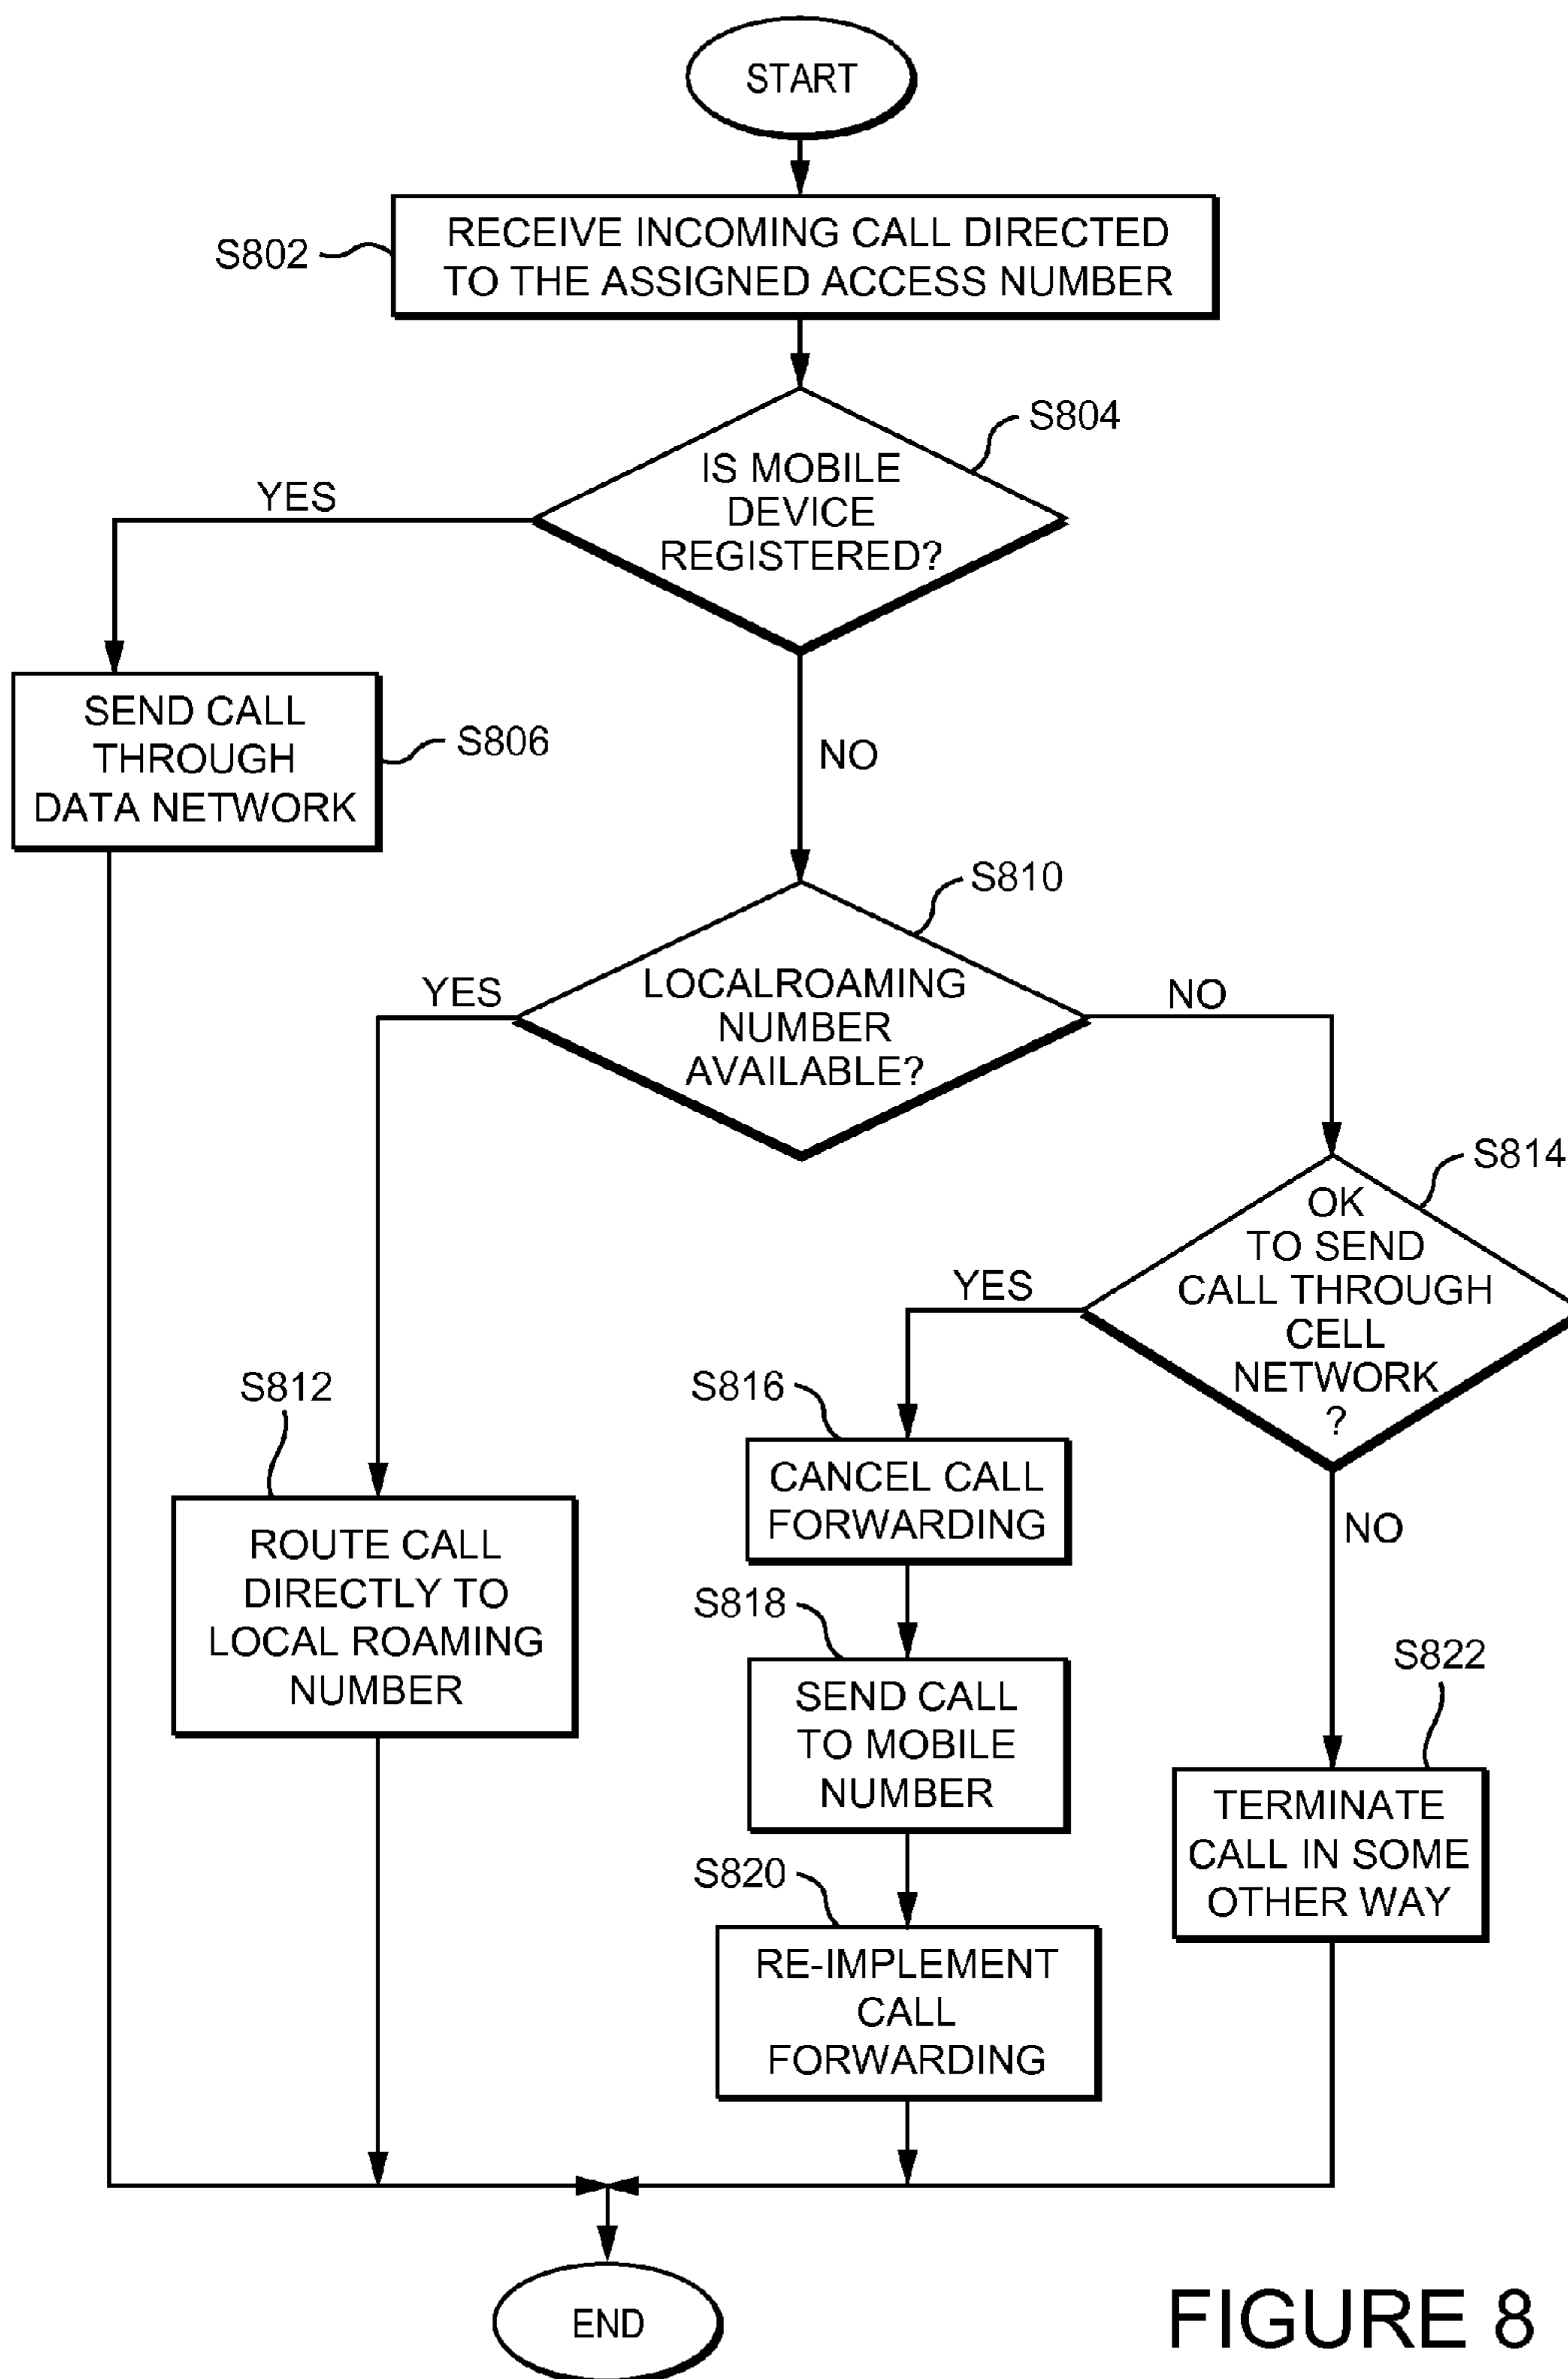 START
S802
RECEIVE INCOMING CALL DIRECTED
TO THE ASSIGNED ACCESS NUMBER
S804
IS MOBILE
DEVICE
REGISTERED?
YES
SEND CALL
THROUGH
DATA NETWORK
S806
NO
S810
LOCALROAMING
NUMBER
AVAILABLE?
YES
NO
S814
OK
TO SEND
CALL THROUGH
CELL
NETWORK
?
YES
NO
S812
ROUTE CALL
DIRECTLY TO
LOCAL ROAMING
NUMBER
S816
CANCEL CALL
FORWARDING
S818
SEND CALL
TO MOBILE
NUMBER
S820
RE-IMPLEMENT
CALL
FORWARDING
S822
TERMINATE
CALL IN SOME
OTHER WAY
END
FIGURE 8